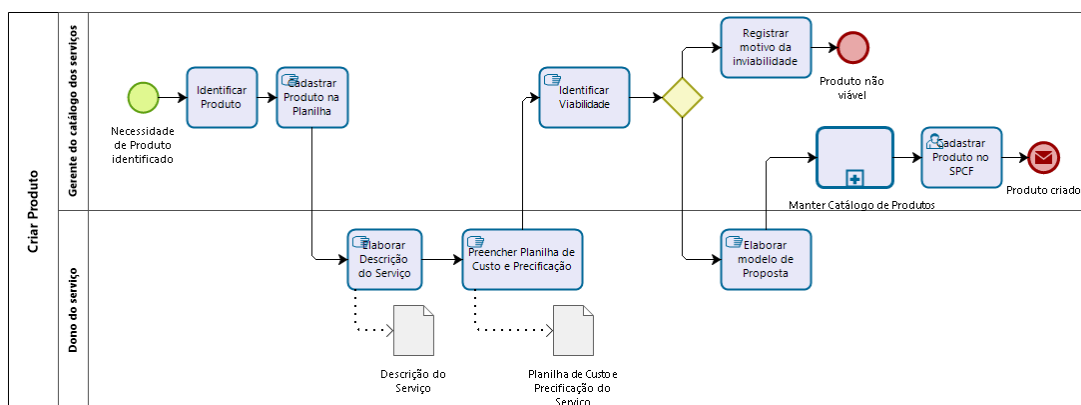 Criar Produto
Gerente do catálogo dos serviços
Necessidade
de Produto
identificado
Identificar
Produto
Cadastrar
Produto na
Planilha
Identificar
Viabilidade
Registrar
motivo da
inviabilidade
Produto não
viável
Manter Catálogo de Produtos
Cadastrar
Produto no
SPCF
Produto criado
Dono do serviço
Elaborar
Descrição
do Serviço
Preencher Planilha de
Custo e Precificação
Elaborar
modelo de
Proposta
Descrição do
Serviço
Planilha de Custo e
Precificação do
Serviço